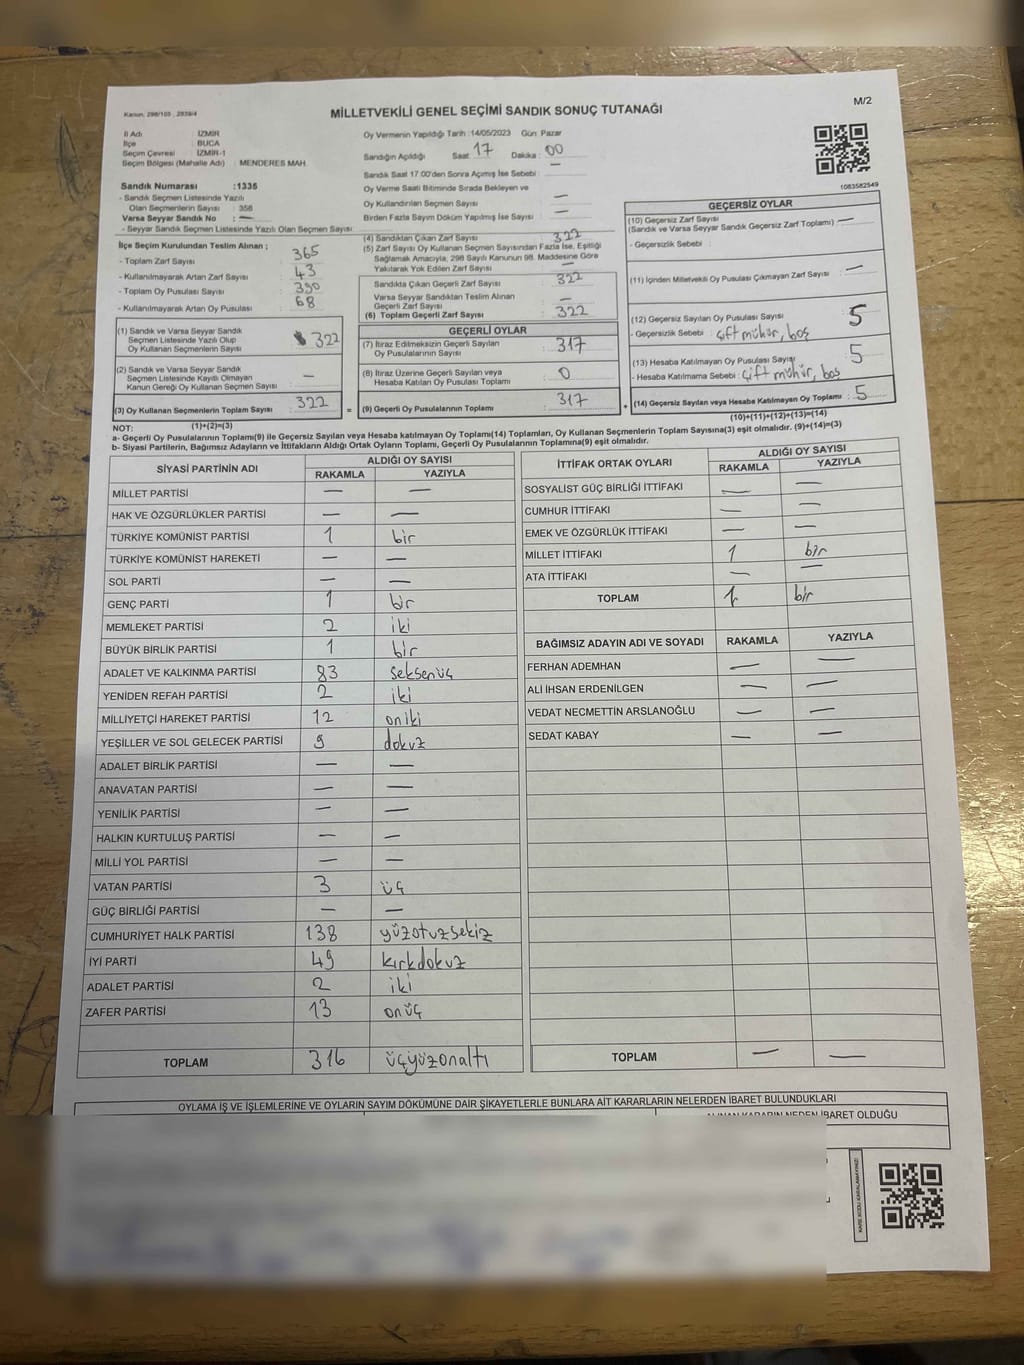 Kanun: 298/105 , 2839/4
MİLLETVEKİLİ GENEL SEÇİMİ SANDIK SONUÇ TUTANAĞI
M/2
İl Adı : İZMİR
İlçe : BUCA
Seçim Çevresi : İZMİR-1
Seçim Bölgesi (Mahalle Adı) : MENDERES MAH.
Oy Vermenin Yapıldığı Tarih : 14/05/2023 Gün: Pazar
Sandığın Açıldığı Saat : 17 Dakika : 00
Sandık Saat 17.00'den Sonra Açımış İse Sebebi : —
Oy Verme Saati Bitiminde Sırada Bekleyen ve
Oy Kullandırılan Seçmen Sayısı : —
Birden Fazla Sayım Döküm Yapılmış İse Sayısı : —
1083582549
Sandık Numarası : 1335
- Sandık Seçmen Listesinde Yazılı
Olan Seçmenlerin Sayısı : 358
Varsa Seyyar Sandık No : —
- Seyyar Sandık Seçmen Listesinde Yazılı Olan Seçmen Sayısı:
İlçe Seçim Kurulundan Teslim Alınan ;
- Toplam Zarf Sayısı : 365
- Kullanılmayarak Artan Zarf Sayısı : 43
- Toplam Oy Pusulası Sayısı : 390
- Kullanılmayarak Artan Oy Pusulası : 68
(1) Sandık ve Varsa Seyyar Sandık
Seçmen Listesinde Yazılı Olup
Oy Kullanan Seçmenlerin Sayısı : 322
(2) Sandık ve Varsa Seyyar Sandık
Seçmen Listesinde Kayıtlı Olmayan
Kanun Gereği Oy Kullanan Seçmen Sayısı : —
(3) Oy Kullanan Seçmenlerin Toplam Sayısı : 322
(4) Sandıktan Çıkan Zarf Sayısı : 322
(5) Zarf Sayısı Oy Kullanan Seçmen Sayısından Fazla İse, Eşitliği
Sağlamak Amacıyla, 298 Sayılı Kanunun 98. Maddesine Göre
Yakılarak Yok Edilen Zarf Sayısı : —
Sandıkta Çıkan Geçerli Zarf Sayısı : 322
Varsa Seyyar Sandıktan Teslim Alınan
Geçerli Zarf Sayısı : —
(6) Toplam Geçerli Zarf Sayısı : 322
GEÇERLİ OYLAR
(7) İtiraz Edilmeksizin Geçerli Sayılan
Oy Pusulalarının Sayısı : 317
(8) İtiraz Üzerine Geçerli Sayılan veya
Hesaba Katılan Oy Pusulası Toplamı : 0
= (9) Geçerli Oy Pusulalarının Toplamı : 317 +
GEÇERSİZ OYLAR
(10) Geçersiz Zarf Sayısı
(Sandık ve Varsa Seyyar Sandık Geçersiz Zarf Toplamı) : —
- Geçersizlik Sebebi :
(11) İçinden Milletvekili Oy Pusulası Çıkmayan Zarf Sayısı : —
(12) Geçersiz Sayılan Oy Pusulası Sayısı : 5
- Geçersizlik Sebebi : çift mühür, boş
(13) Hesaba Katılmayan Oy Pusulası Sayısı : 5
- Hesaba Katılmama Sebebi : çift mühür, boş
(14) Geçersiz Sayılan veya Hesaba Katılmayan Oy Toplamı : 5
NOT: (1)+(2)=(3) (10)+(11)+(12)+(13)=(14)
a- Geçerli Oy Pusulaları Toplamı(9) ile Geçersiz Sayılan veya Hesaba katılmayan Oy Toplamı(14) Toplamları, Oy Kullanan Seçmenlerin Toplam Sayısına(3) eşit olmalıdır. (9)+(14)=(3)
b- Siyasi Partilerin, Bağımsız Adayların ve İttifakların Aldığı Ortak Oyların Toplamı, Geçerli Oy Pusulalarının Toplamına(9) eşit olmalıdır.
SİYASİ PARTİNİN ADI ALDIĞI OY SAYISI
RAKAMLA YAZIYLA
MİLLET PARTİSİ — —
HAK VE ÖZGÜRLÜKLER PARTİSİ — —
TÜRKİYE KOMÜNİST PARTİSİ 1 bir
TÜRKİYE KOMÜNİST HAREKETİ — —
SOL PARTİ — —
GENÇ PARTİ 1 bir
MEMLEKET PARTİSİ 2 iki
BÜYÜK BİRLİK PARTİSİ 1 bir
ADALET VE KALKINMA PARTİSİ 83 seksenüç
YENİDEN REFAH PARTİSİ 2 iki
MİLLİYETÇİ HAREKET PARTİSİ 12 oniki
YEŞİLLER VE SOL GELECEK PARTİSİ 9 dokuz
ADALET BİRLİK PARTİSİ — —
ANAVATAN PARTİSİ — —
YENİLİK PARTİSİ — —
HALKIN KURTULUŞ PARTİSİ — —
MİLLİ YOL PARTİSİ — —
VATAN PARTİSİ 3 üç
GÜÇ BİRLİĞİ PARTİSİ — —
CUMHURİYET HALK PARTİSİ 138 yüzotuzsekiz
İYİ PARTİ 49 kırkdokuz
ADALET PARTİSİ 2 iki
ZAFER PARTİSİ 13 onüç
TOPLAM 316 üçyüzonaltı
İTTİFAK ORTAK OYLARI ALDIĞI OY SAYISI
RAKAMLA YAZIYLA
SOSYALİST GÜÇ BİRLİĞİ İTTİFAKI — —
CUMHUR İTTİFAKI — —
EMEK VE ÖZGÜRLÜK İTTİFAKI — —
MİLLET İTTİFAKI 1 bir
ATA İTTİFAKI — —
TOPLAM 1 bir
BAĞIMSIZ ADAYIN ADI VE SOYADI RAKAMLA YAZIYLA
FERHAN ADEMHAN — —
ALİ İHSAN ERDENİLGEN — —
VEDAT NECMETTİN ARSLANOĞLU — —
SEDAT KABAY — —
TOPLAM — —
OYLAMA İŞ VE İŞLEMLERİNE VE OYLARIN SAYIM DÖKÜMÜNE DAİR ŞİKAYETLERLE BUNLARA AİT KARARLARIN NELERDEN İBARET BULUNDUKLARI
ALINAN KARARIN NEDEN İBARET OLDUĞU
KARE KODU KARALAMAYINIZ!